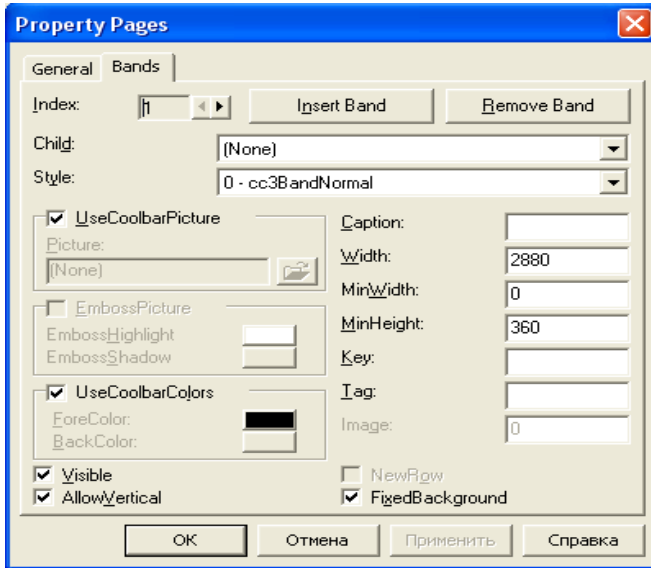 Property Pages
General Bands
Index: 1 Insert Band Remove Band
Child: (None)
Style: 0 - cc3BandNormal
UseCoolbarPicture
Picture:
(None)
EmbossPicture
EmbossHighlight
EmbossShadow
UseCoolbarColors
ForeColor:
BackColor:
Visible
AllowVertical
Caption:
Width: 2880
MinWidth: 0
MinHeight: 360
Key:
Tag:
Image: 0
NewRow
FixedBackground
OK Отмена Применить Справка